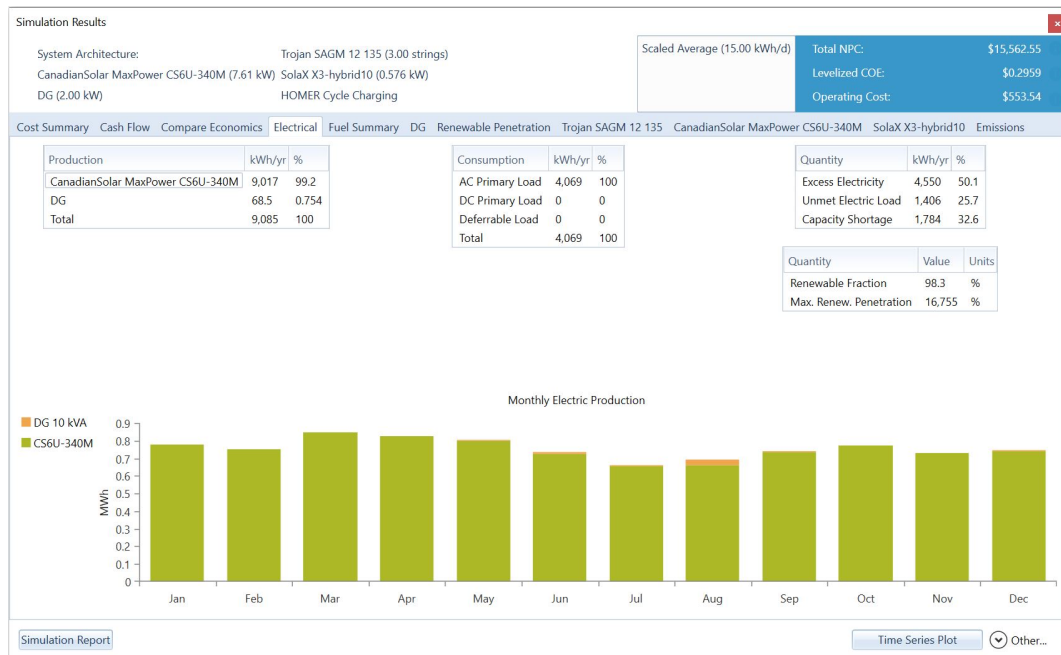 Simulation Results
System Architecture:
Trojan SAGM 12 135 (3.00 strings)
CanadianSolar MaxPower CS6U-340M (7.61 kW)
SolaX X3-hybrid10 (0.576 kW)
DG (2.00 kW)
HOMER Cycle Charging
Scaled Average (15.00 kWh/d)
Total NPC: $15,562.55
Levelized COE: $0.2959
Operating Cost: $553.54
Cost Summary Cash Flow Compare Economics Electrical Fuel Summary DG Renewable Penetration Trojan SAGM 12 135 CanadianSolar MaxPower CS6U-340M SolaX X3-hybrid10 Emissions
Production kWh/yr %
CanadianSolar MaxPower CS6U-340M 9,017 99.2
DG 68.5 0.754
Total 9,085 100
Consumption kWh/yr %
AC Primary Load 4,069 100
DC Primary Load 0 0
Deferrable Load 0 0
Total 4,069 100
Quantity kWh/yr %
Excess Electricity 4,550 50.1
Unmet Electric Load 1,406 25.7
Capacity Shortage 1,784 32.6
Quantity Value Units
Renewable Fraction 98.3 %
Max. Renew. Penetration 16,755 %
Monthly Electric Production
DG 10 kVA
CS6U-340M
MWh
0.9
0.8
0.7
0.6
0.5
0.4
0.3
0.2
0.1
0
Jan Feb Mar Apr May Jun Jul Aug Sep Oct Nov Dec
Simulation Report
Time Series Plot
Other...